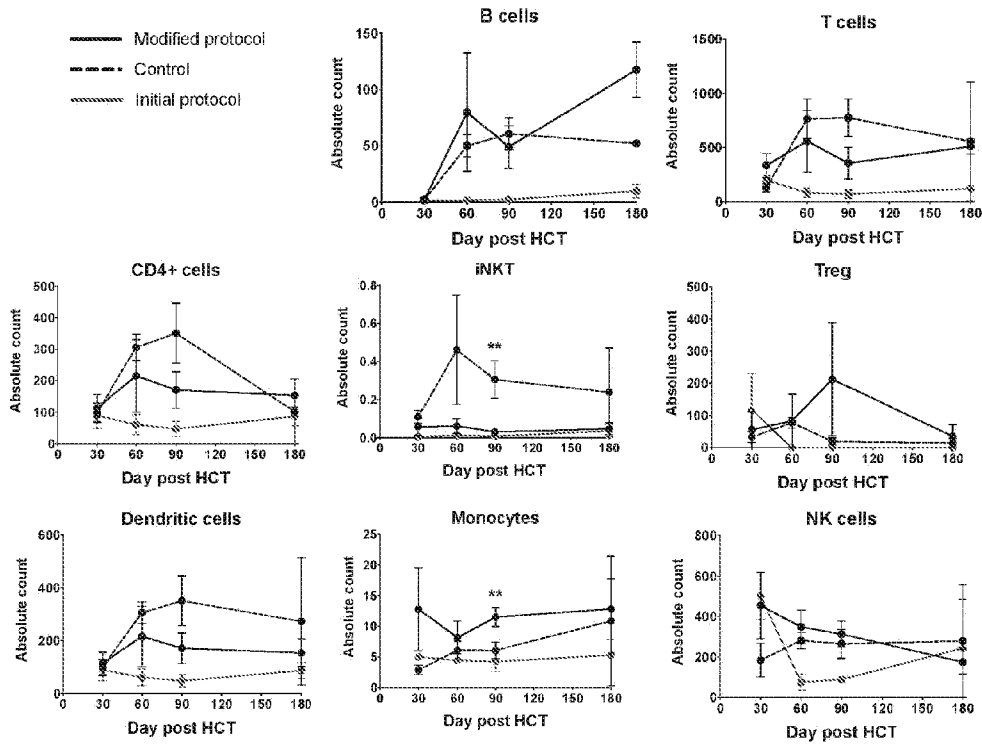 Modified protocol
Control
Initial protocol
B cells
Absolute count
150
100
50
0
0 30 60 90 120 150 180
Day post HCT
T cells
Absolute count
1500
1000
500
0
0 30 60 90 120 150 180
Day post HCT
CD4+ cells
Absolute count
500
400
300
200
100
0
0 30 60 90 120 150 180
Day post HCT
iNKT
Absolute count
0.8
0.6
0.4
0.2
0.0
**
0 30 60 90 120 150 180
Day post HCT
Treg
Absolute count
500
400
300
200
100
0
0 30 60 90 120 150 180
Day post HCT
Dendritic cells
Absolute count
600
400
200
0
0 30 60 90 120 150 180
Day post HCT
Monocytes
Absolute count
25
20
15
10
5
0
**
0 30 60 90 120 150 180
Day post HCT
NK cells
Absolute count
800
600
400
200
0
0 30 60 90 120 150 180
Day post HCT